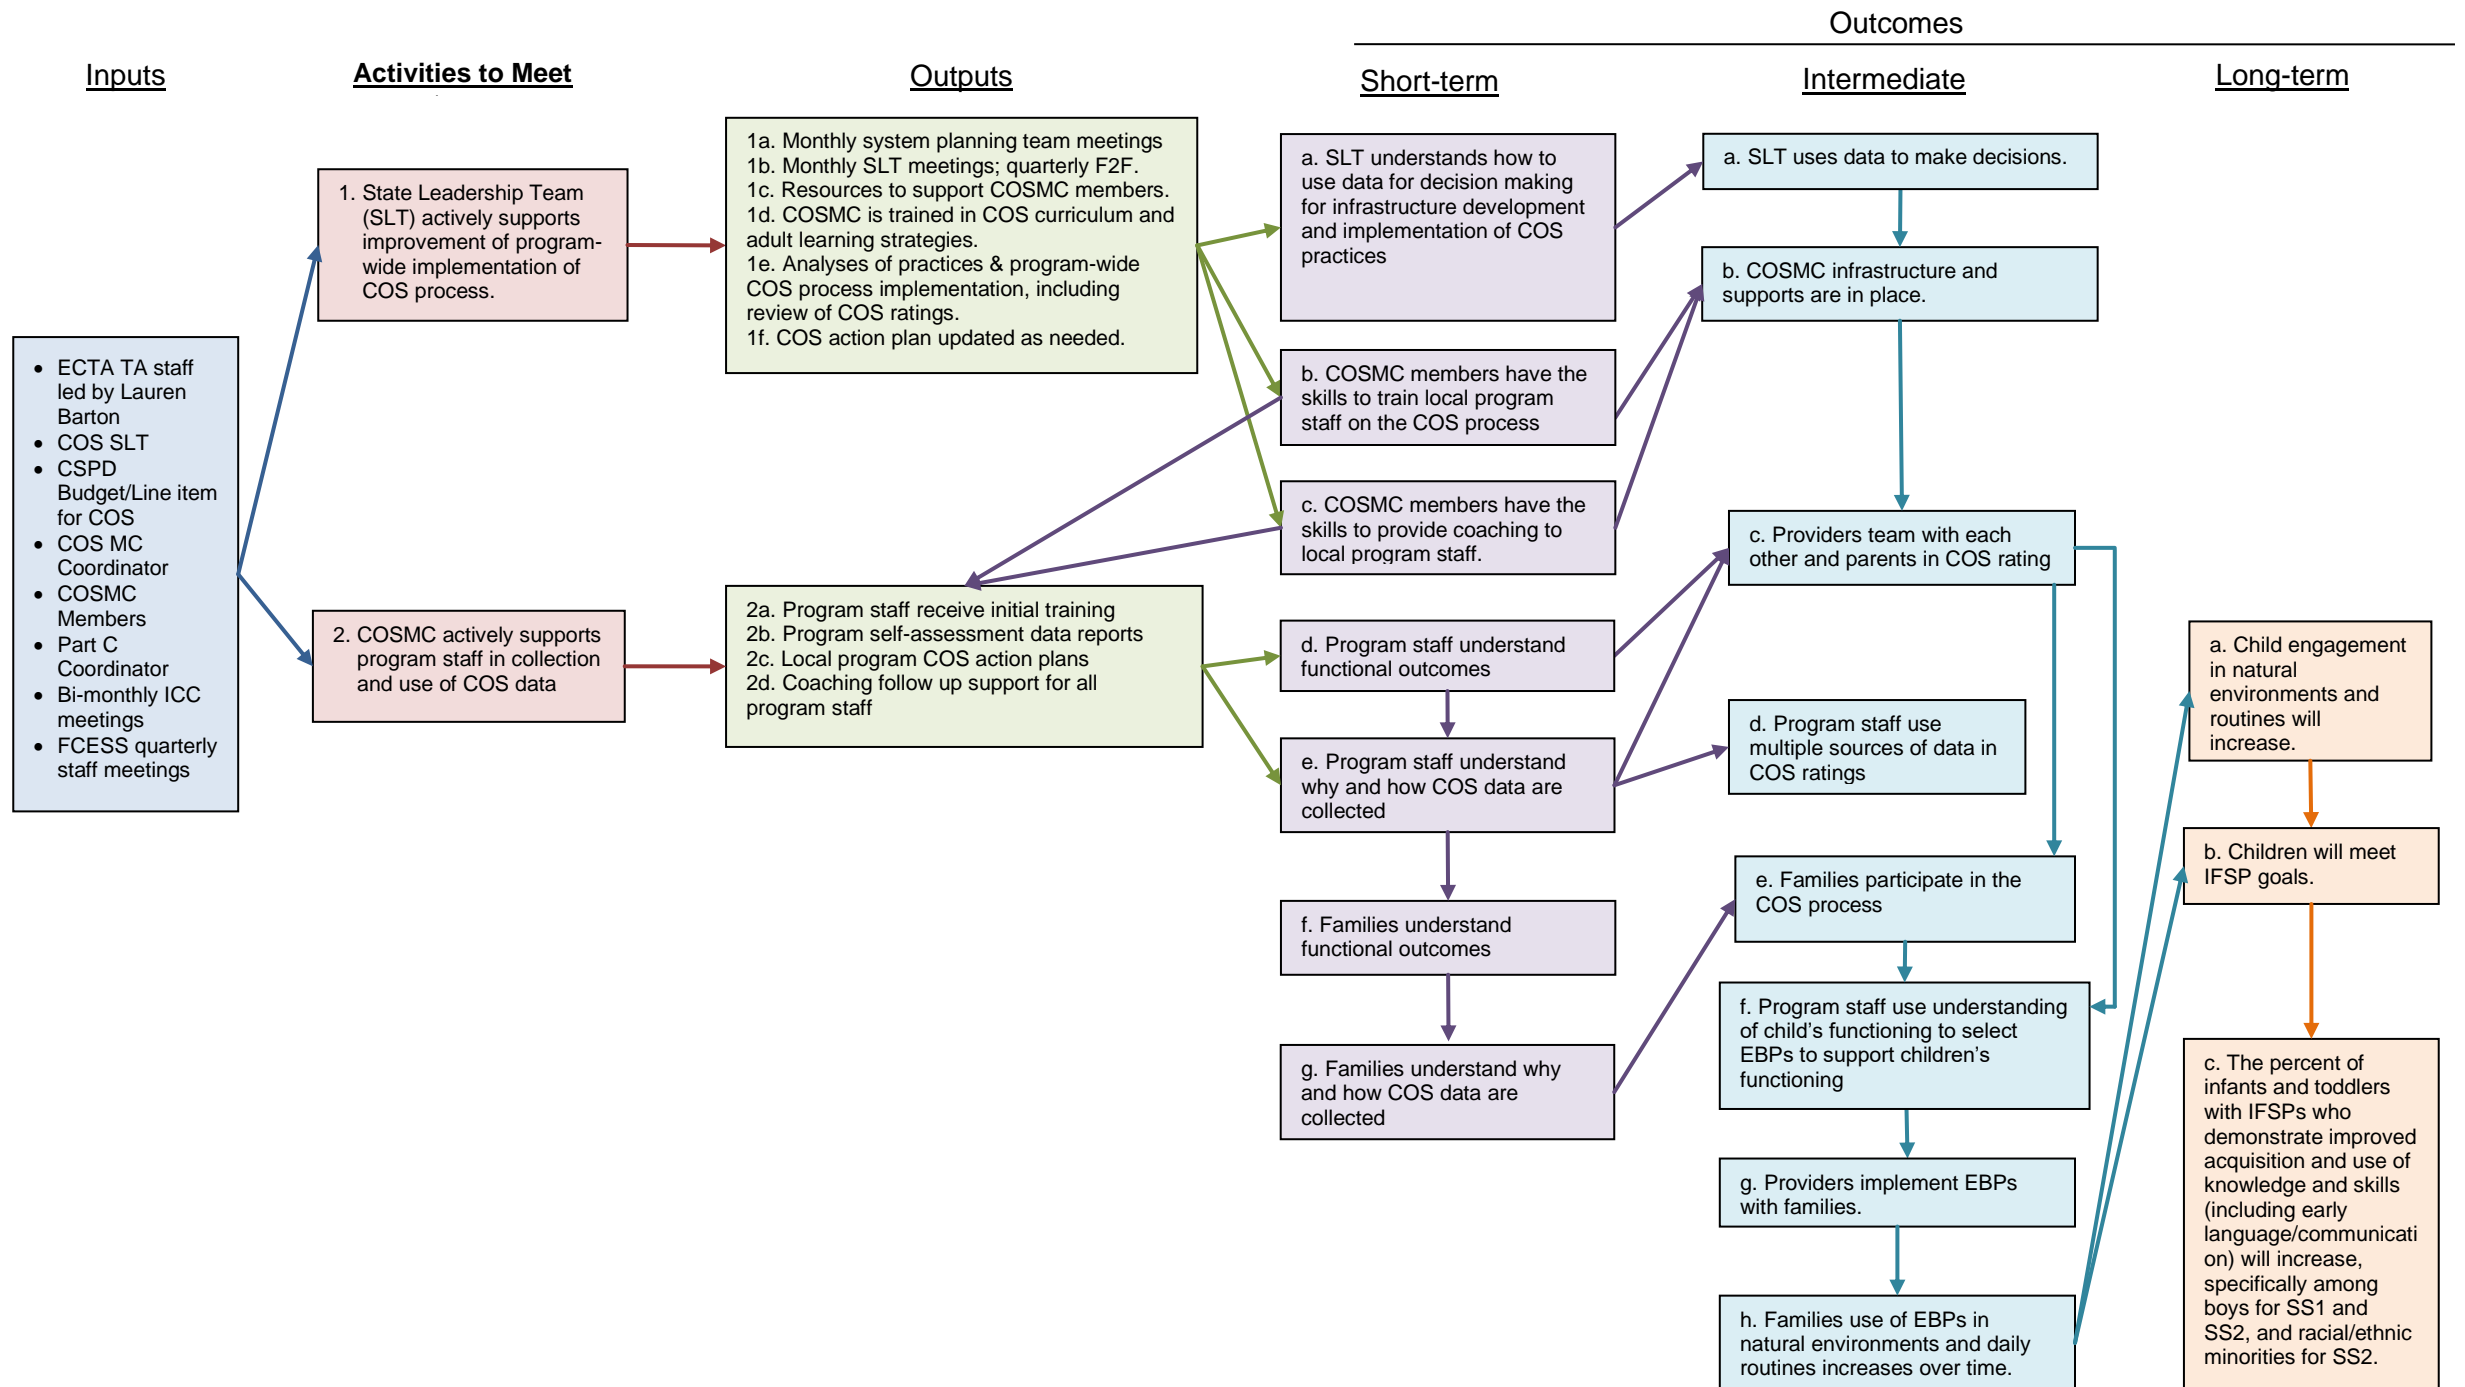 Outcomes
Inputs
Activities to Meet
Outputs
Short-term
Intermediate
Long-term
• ECTA TA staff
led by Lauren
Barton
• COS SLT
• CSPD
Budget/Line item
for COS
• COS MC
Coordinator
• COSMC
Members
• Part C
Coordinator
• Bi-monthly ICC
meetings
• FCESS quarterly
staff meetings
1. State Leadership Team
(SLT) actively supports
improvement of program-
wide implementation of
COS process.
2. COSMC actively supports
program staff in collection
and use of COS data
1a. Monthly system planning team meetings
1b. Monthly SLT meetings; quarterly F2F.
1c. Resources to support COSMC members.
1d. COSMC is trained in COS curriculum and
adult learning strategies.
1e. Analyses of practices & program-wide
COS process implementation, including
review of COS ratings.
1f. COS action plan updated as needed.
2a. Program staff receive initial training
2b. Program self-assessment data reports
2c. Local program COS action plans
2d. Coaching follow up support for all
program staff
a. SLT understands how to
use data for decision making
for infrastructure development
and implementation of COS
practices
b. COSMC members have the
skills to train local program
staff on the COS process
c. COSMC members have the
skills to provide coaching to
local program staff.
d. Program staff understand
functional outcomes
e. Program staff understand
why and how COS data are
collected
f. Families understand
functional outcomes
g. Families understand why
and how COS data are
collected
a. SLT uses data to make decisions.
b. COSMC infrastructure and
supports are in place.
c. Providers team with each
other and parents in COS rating
d. Program staff use
multiple sources of data in
COS ratings
e. Families participate in the
COS process
f. Program staff use understanding
of child’s functioning to select
EBPs to support children’s
functioning
g. Providers implement EBPs
with families.
h. Families use of EBPs in
natural environments and daily
routines increases over time.
a. Child engagement
in natural
environments and
routines will
increase.
b. Children will meet
IFSP goals.
c. The percent of
infants and toddlers
with IFSPs who
demonstrate improved
acquisition and use of
knowledge and skills
(including early
language/communicati
on) will increase,
specifically among
boys for SS1 and
SS2, and racial/ethnic
minorities for SS2.